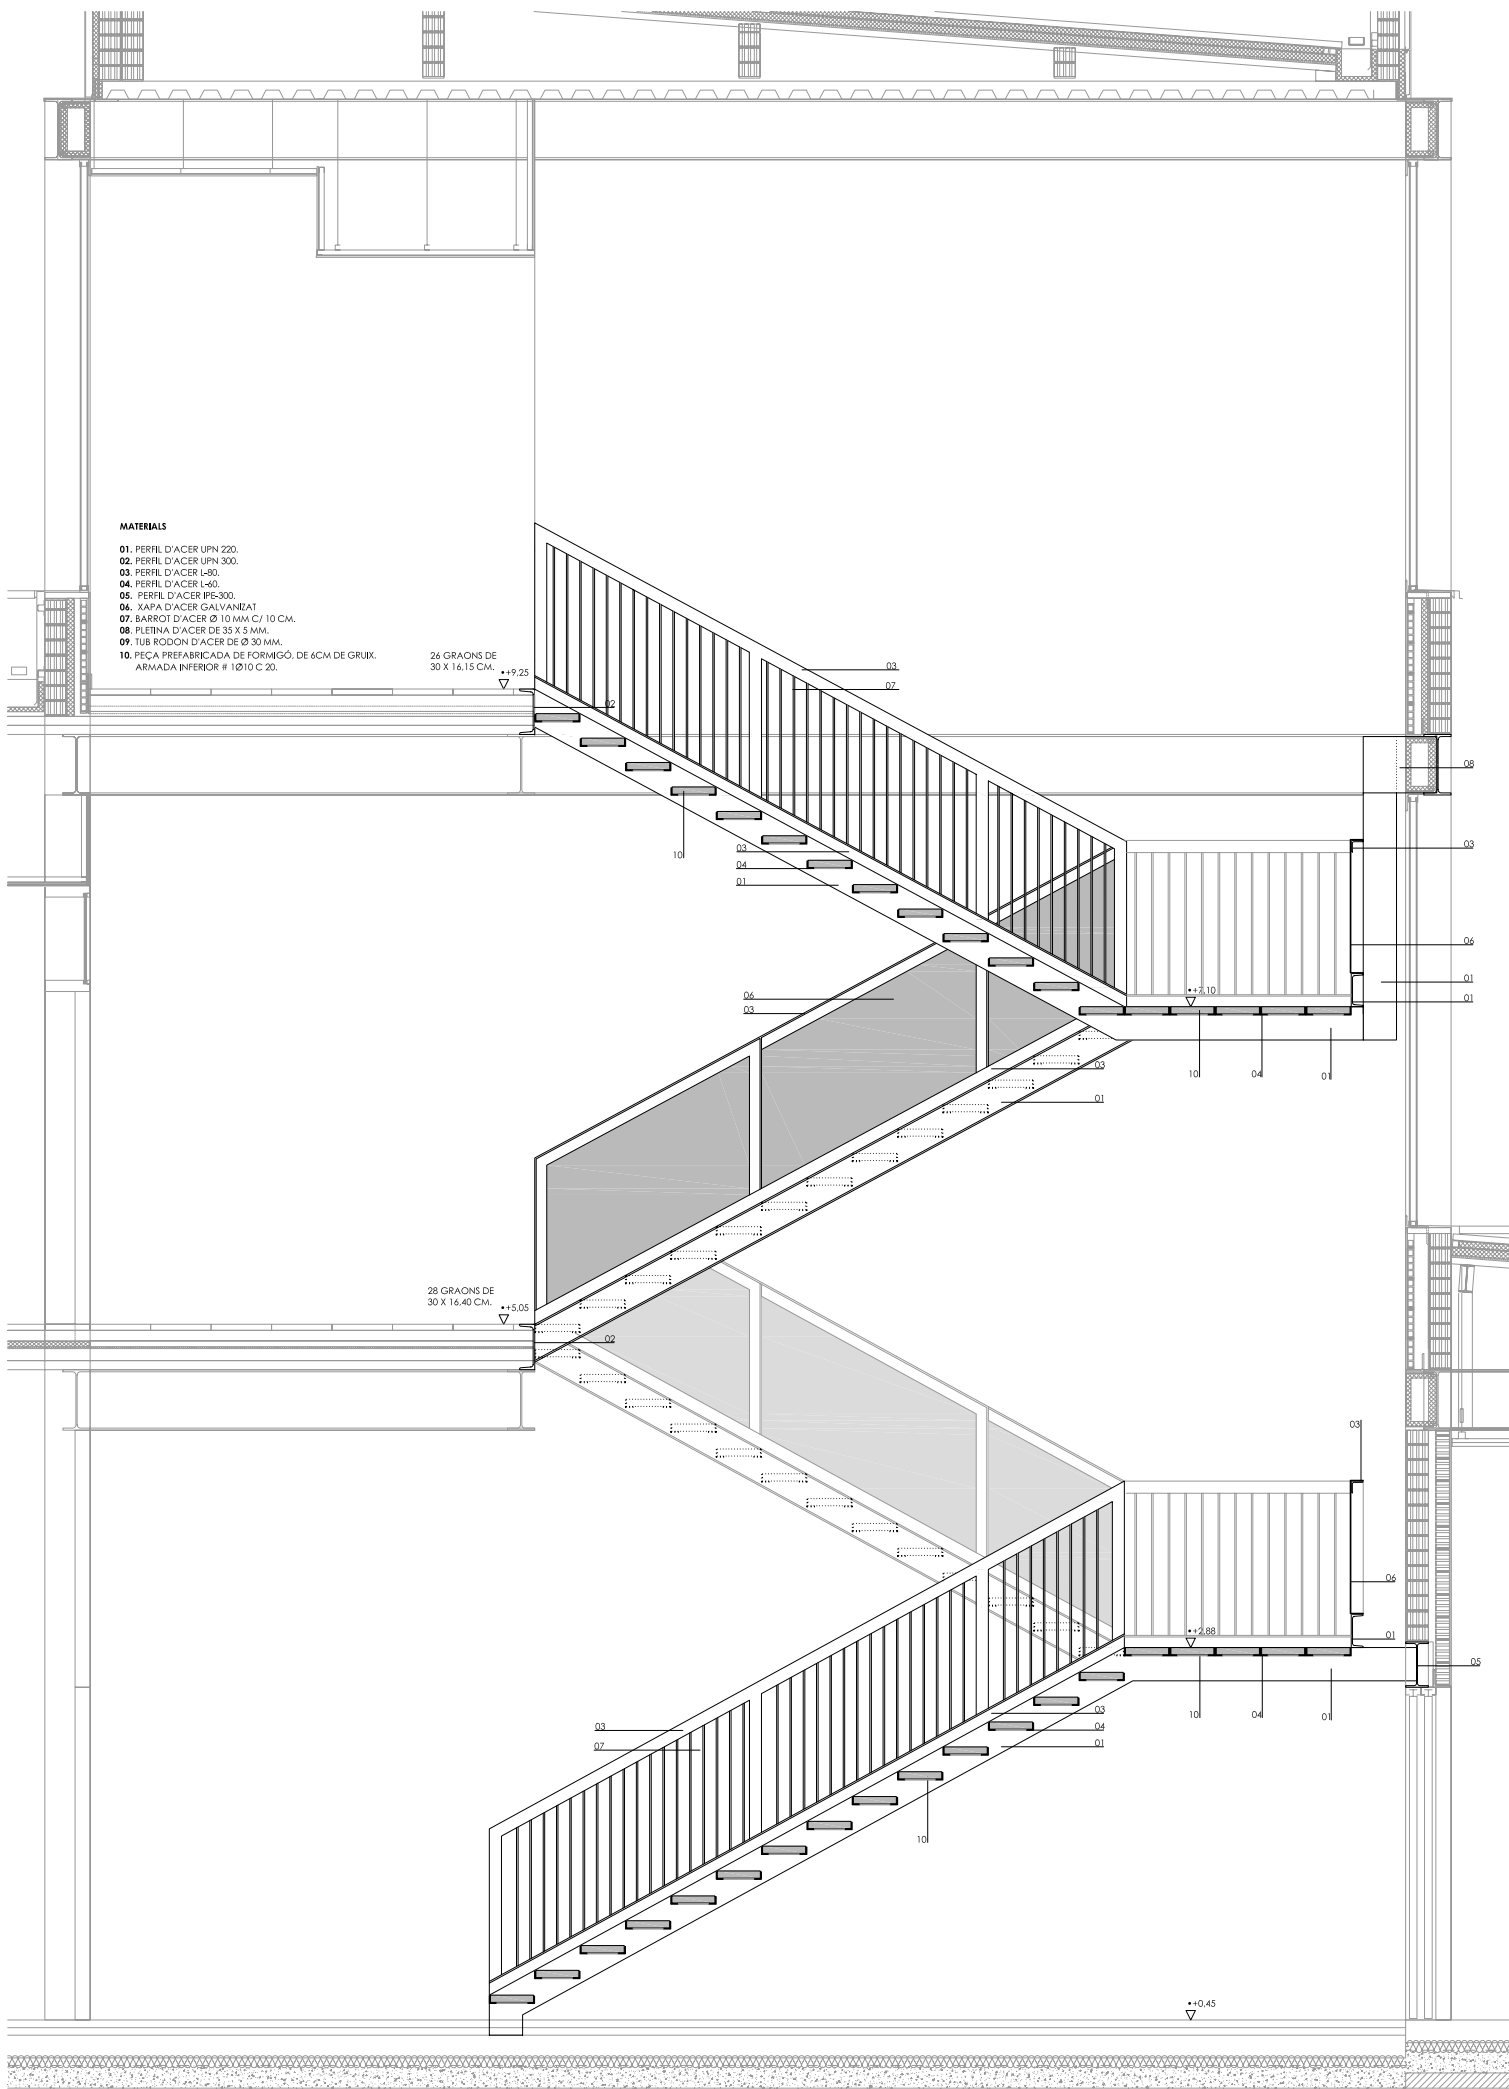 MATERIALS
01. PERFIL D'ACER UPN 220.
02. PERFIL D'ACER UPN 300.
03. PERFIL D'ACER L-80.
04. PERFIL D'ACER L-60.
05. PERFIL D'ACER IPE-300.
06. XAPA D'ACER GALVANIZAT
07. BARROT D'ACER Ø 10 MM C/ 10 CM.
08. PLETINA D'ACER DE 35 X 5 MM.
09. TUB RODON D'ACER DE Ø 30 MM.
10. PEÇA PREFABRICADA DE FORMIGÓ, DE 6CM DE GRUIX.
ARMADA INFERIOR # 1Ø10 C 20.
26 GRAONS DE
30 X 16,15 CM.
+9,25
03
07
02
08
10
03
04
01
03
06
01
01
+7,10
06
03
10
04
01
03
01
28 GRAONS DE
30 X 16,40 CM.
+5,05
02
03
06
01
+2,88
05
10
04
01
03
04
01
03
07
10
+0,45